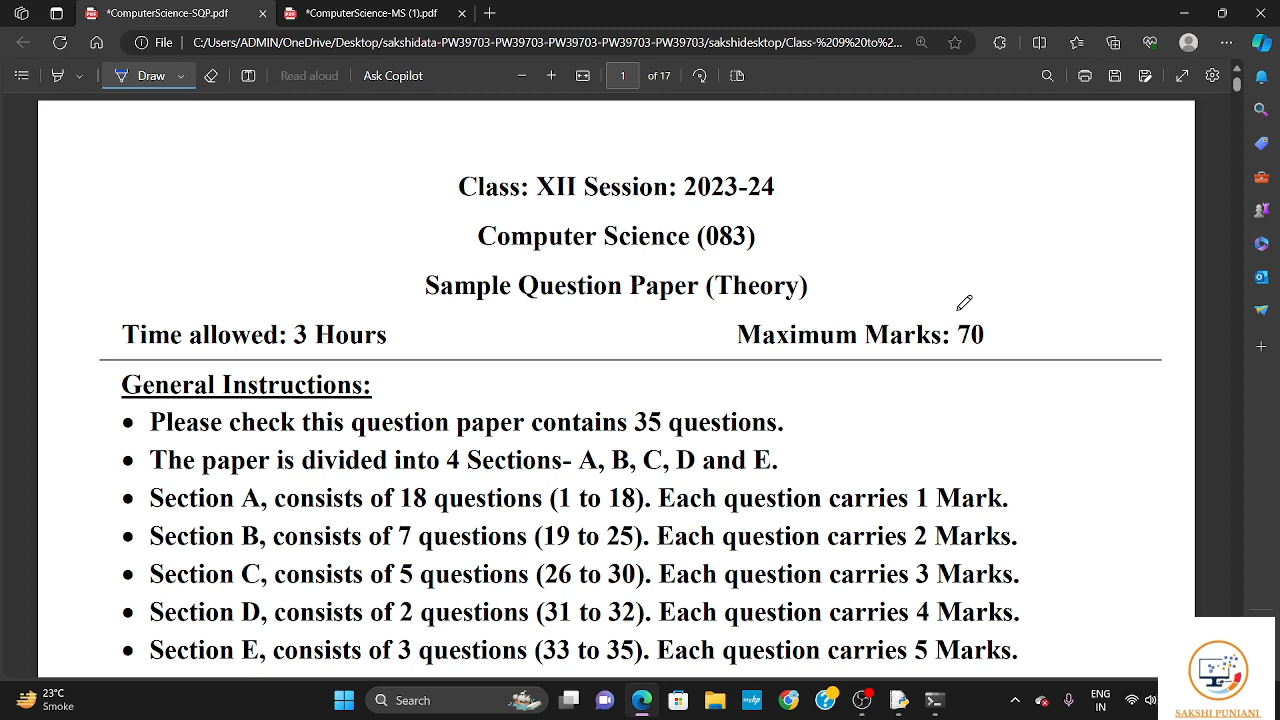 *ComputerScience-SQP.pdf
*ComputerScience-MS (1).pdf
File
C:/Users/ADMIN/OneDrive/Desktop/sakshidata-PW39703-PW39703-PW39703-PW39703/sakshidesktop/Class-%209%20to%2...
Draw
Read aloud
Ask Copilot
1 of 17
Class: XII Session: 2023-24
Computer Science (083)
Sample Question Paper (Theory)
Time allowed: 3 Hours Maximum Marks: 70
General Instructions:
• Please check this question paper contains 35 questions.
• The paper is divided into 4 Sections- A, B, C, D and E.
• Section A, consists of 18 questions (1 to 18). Each question carries 1 Mark.
• Section B, consists of 7 questions (19 to 25). Each question carries 2 Marks.
• Section C, consists of 5 questions (26 to 30). Each question carries 3 Marks.
• Section D, consists of 2 questions (31 to 32). Each question carries 4 Marks.
• Section E, consists of 3 questions (33 to 35). Each question carries 5 Marks.
SAKSHI PUNIANI
23°C
Smoke
Search
myhp
ENG
IN